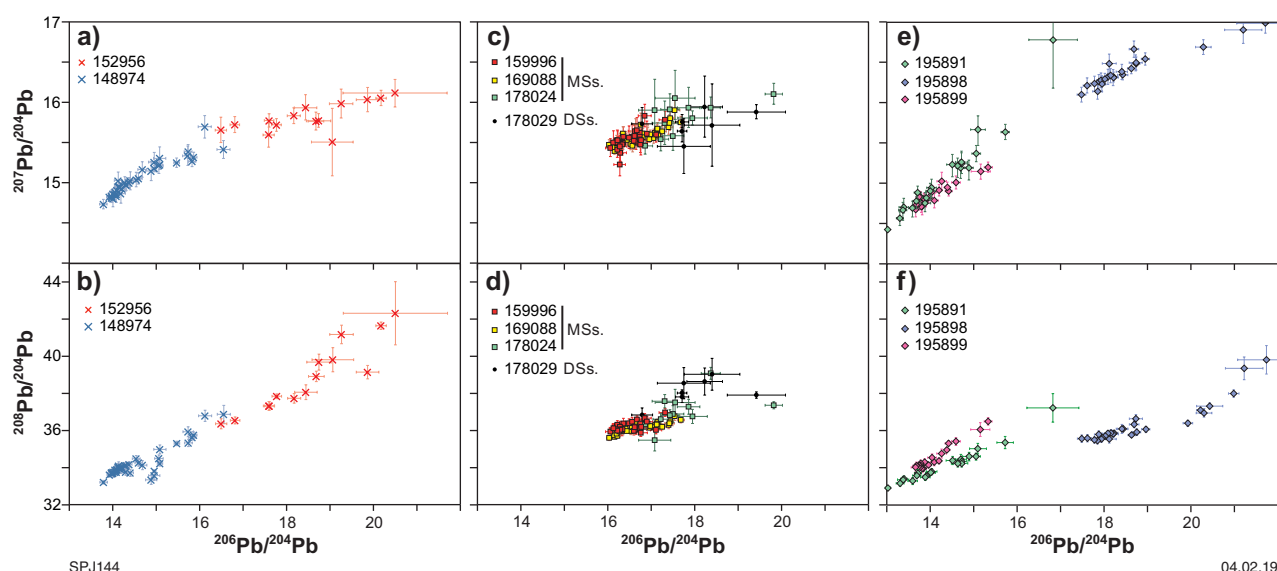 a)
152956
148974
17
16
15
²⁰⁷Pb/²⁰⁴Pb
c)
159996
169088
178024
MSs.
178029 DSs.
e)
195891
195898
195899
b)
152956
148974
44
40
36
32
²⁰⁸Pb/²⁰⁴Pb
14 16 18 20
²⁰⁶Pb/²⁰⁴Pb
d)
159996
169088
178024
MSs.
178029 DSs.
14 16 18 20
²⁰⁶Pb/²⁰⁴Pb
f)
195891
195898
195899
14 16 18 20
²⁰⁶Pb/²⁰⁴Pb
SPJ144
04.02.19